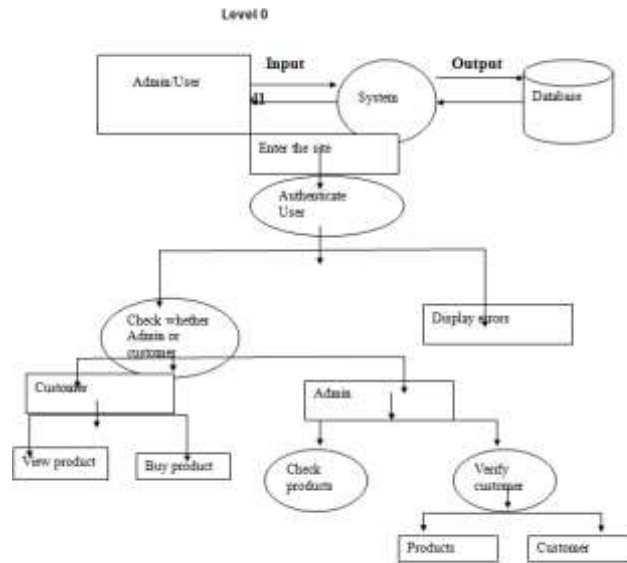 Level 0
Input
Output
Admin/User
System
Database
Enter the site
Authenticate
User
Check whether
Admin or
customer
Display errors
Customer
Admin
View product
Buy product
Check
products
Verify
customer
Products
Customer